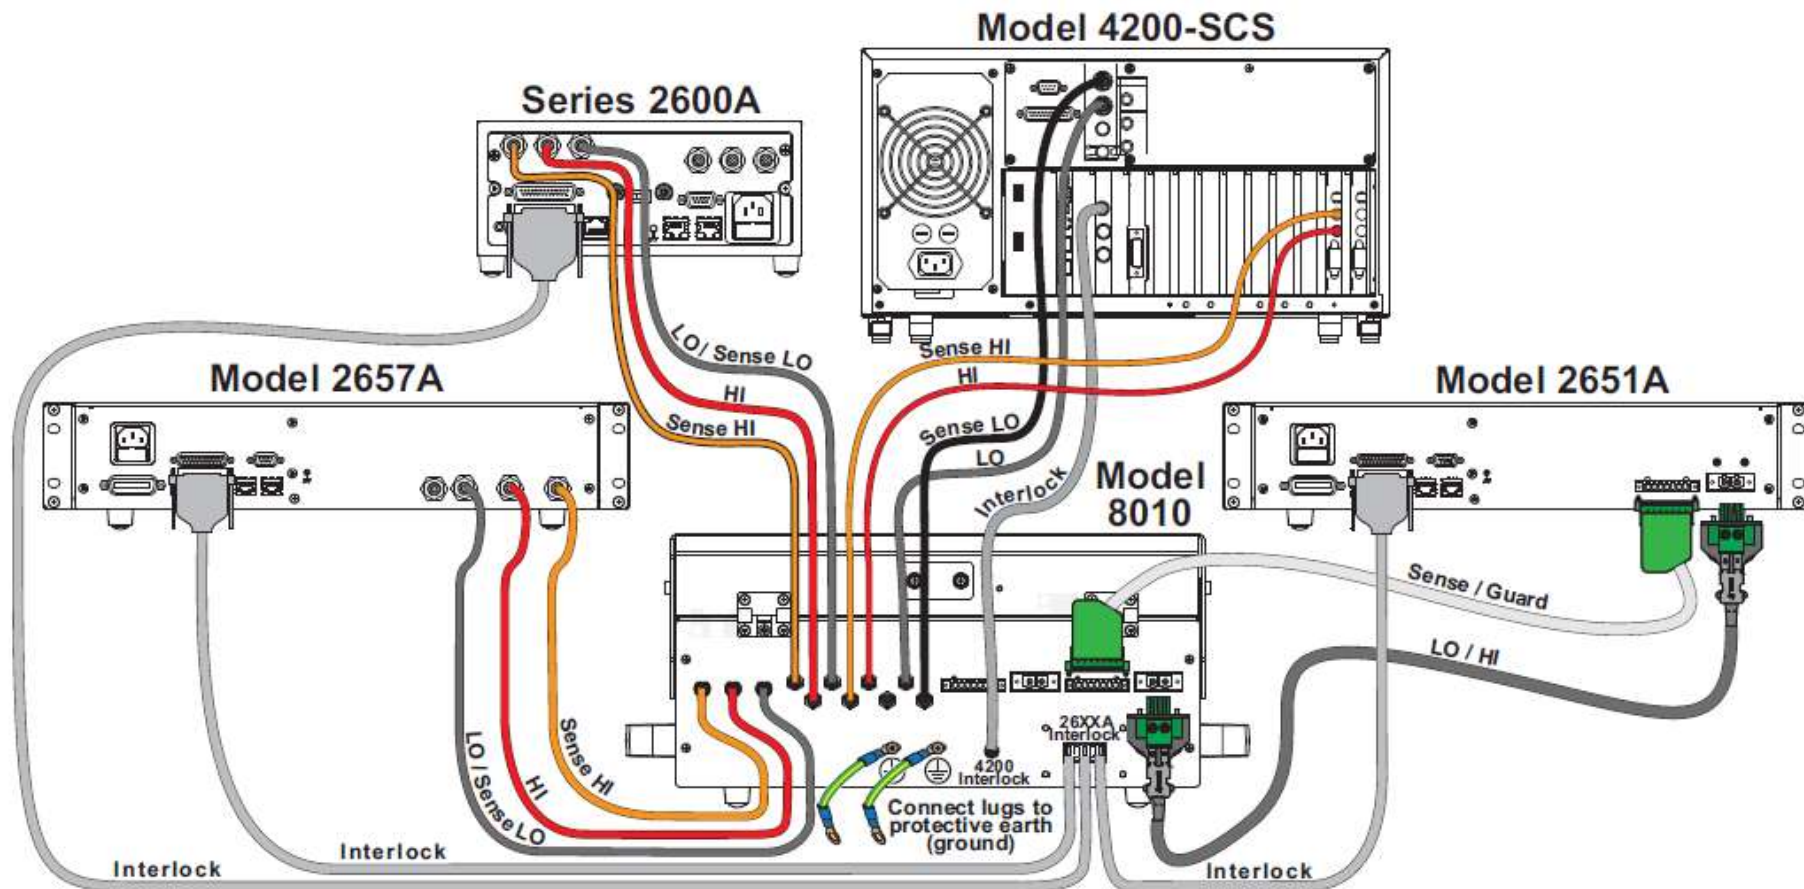 Model 4200-SCS
Series 2600A
LO / Sense LO
HI
Sense HI
Sense HI
HI
Sense LO
LO
Interlock
Model 2657A
Model 2651A
Model
8010
Sense / Guard
LO / HI
LO / Sense LO
HI
Sense HI
26XXA
Interlock
4200
Interlock
Connect lugs to
protective earth
(ground)
Interlock
Interlock
Interlock